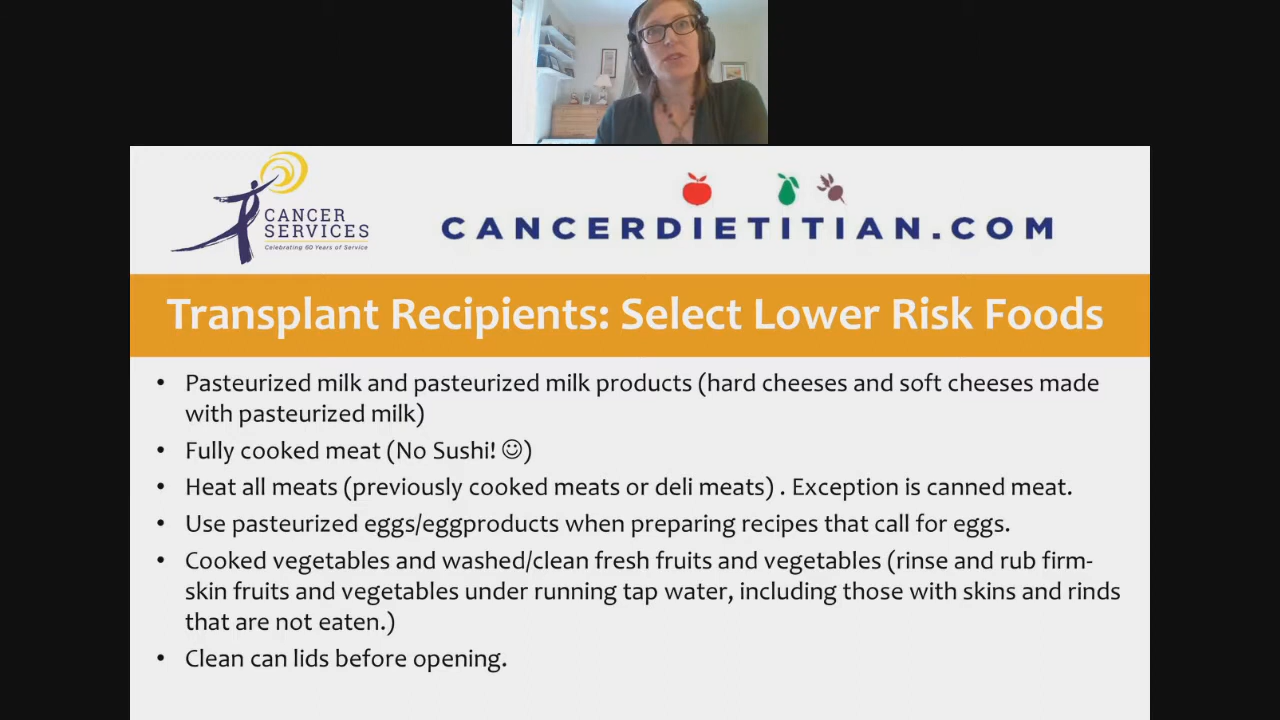 CANCER
SERVICES
Celebrating 60 Years of Service
CANCERDIETITIAN.COM
Transplant Recipients: Select Lower Risk Foods
• Pasteurized milk and pasteurized milk products (hard cheeses and soft cheeses made
with pasteurized milk)
• Fully cooked meat (No Sushi! ☺)
• Heat all meats (previously cooked meats or deli meats) . Exception is canned meat.
• Use pasteurized eggs/eggproducts when preparing recipes that call for eggs.
• Cooked vegetables and washed/clean fresh fruits and vegetables (rinse and rub firm-
skin fruits and vegetables under running tap water, including those with skins and rinds
that are not eaten.)
• Clean can lids before opening.